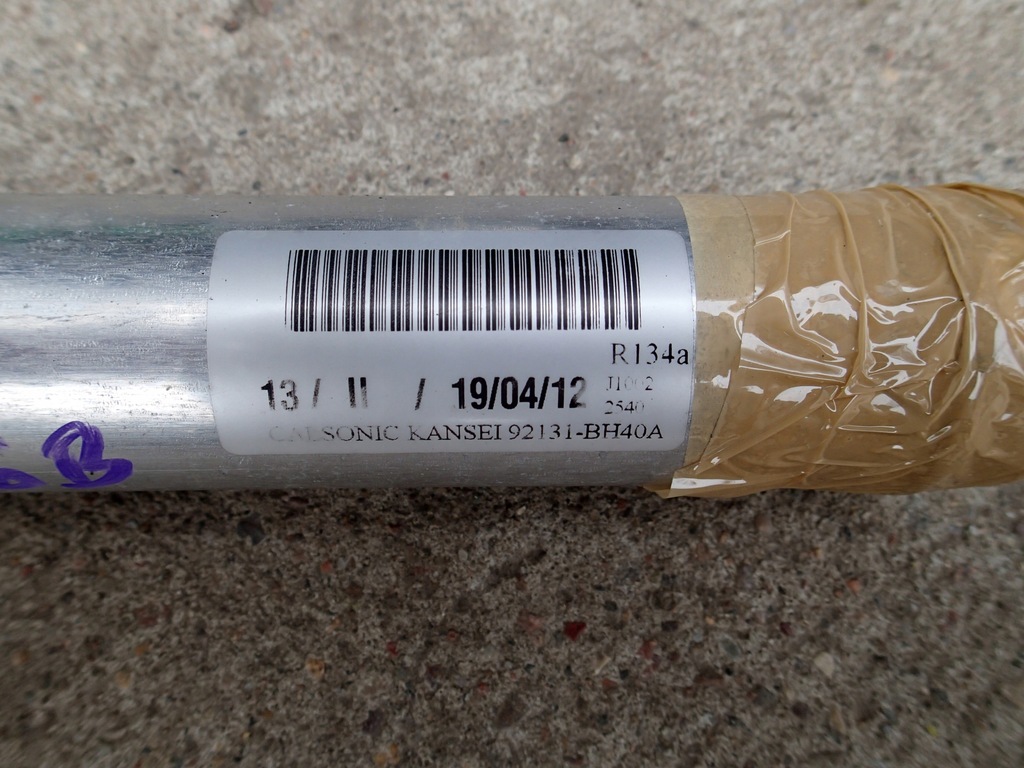 R134a
13 / II / 19/04/12 J1002
2540
CALSONIC KANSEI 92131-BH40A
B